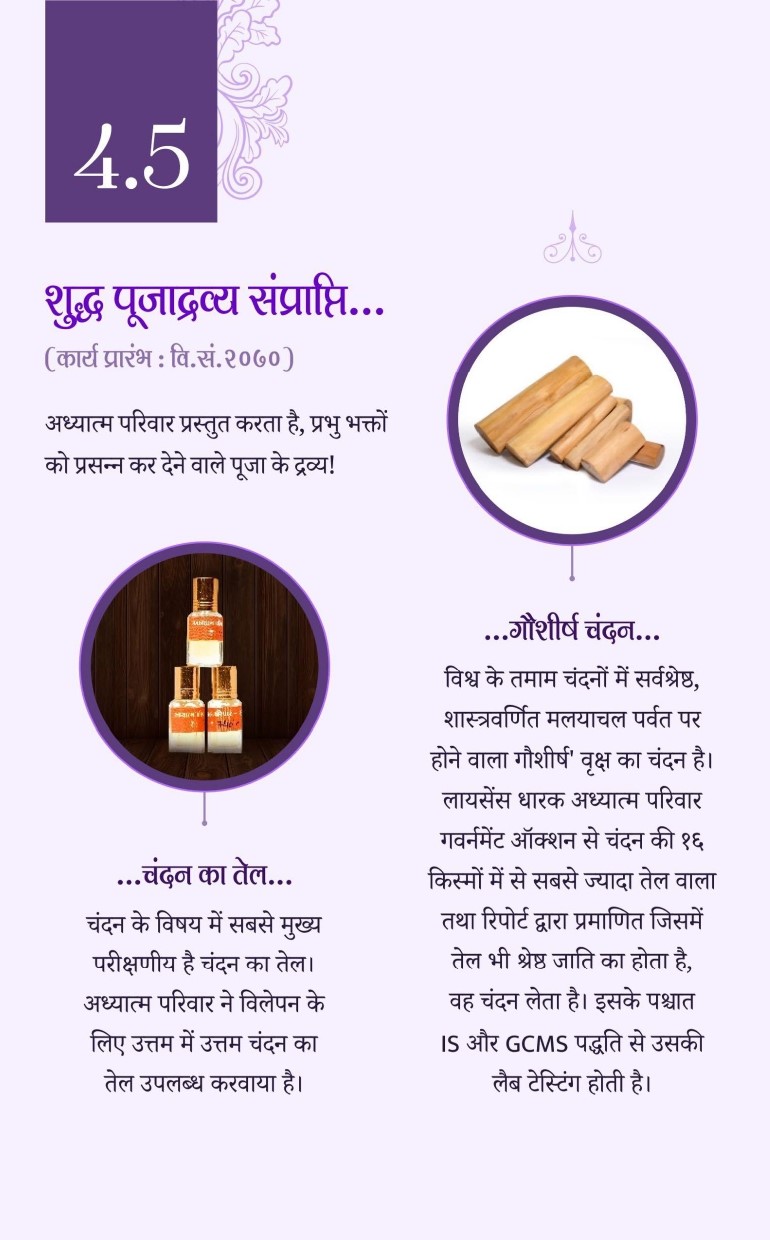 4.5
शुद्ध पूजाद्रव्य संप्राप्ति...
(कार्य प्रारंभ : वि.सं.२०७०)
अध्यात्म परिवार प्रस्तुत करता है, प्रभु भक्तों
को प्रसन्न कर देने वाले पूजा के द्रव्य!
...चंदन का तेल...
चंदन के विषय में सबसे मुख्य
परीक्षणीय है चंदन का तेल।
अध्यात्म परिवार ने विलेपन के
लिए उत्तम में उत्तम चंदन का
तेल उपलब्ध करवाया है।
...गौशीर्ष चंदन...
विश्व के तमाम चंदनों में सर्वश्रेष्ठ,
शास्त्रवर्णित मलयाचल पर्वत पर
होने वाला गौशीर्ष' वृक्ष का चंदन है।
लायसेंस धारक अध्यात्म परिवार
गवर्नमेंट ऑक्शन से चंदन की १६
किस्मों में से सबसे ज्यादा तेल वाला
तथा रिपोर्ट द्वारा प्रमाणित जिसमें
तेल भी श्रेष्ठ जाति का होता है,
वह चंदन लेता है। इसके पश्चात
IS और GCMS पद्धति से उसकी
लैब टेस्टिंग होती है।